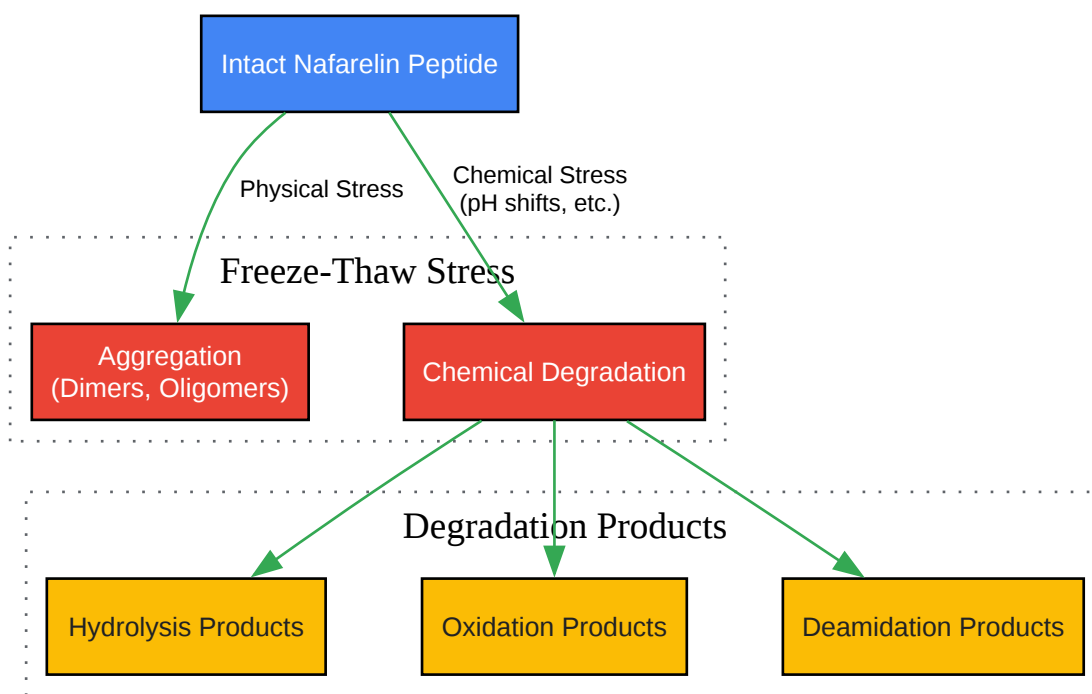 Intact Nafarelin Peptide
Physical Stress
Chemical Stress
(pH shifts, etc.)
Freeze-Thaw Stress
Aggregation
(Dimers, Oligomers)
Chemical Degradation
Degradation Products
Hydrolysis Products
Oxidation Products
Deamidation Products